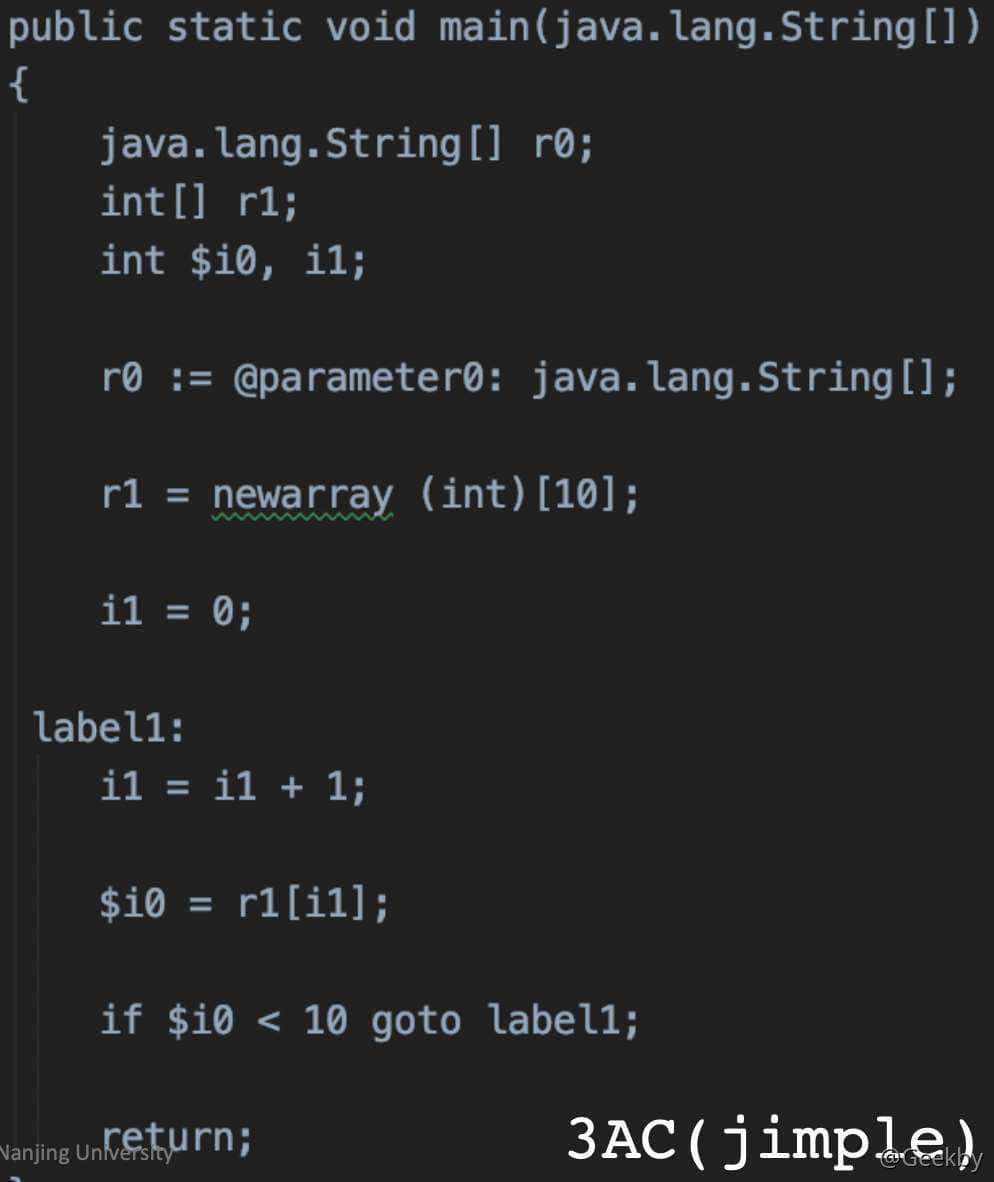 public static void main(java.lang.String[])
{
java.lang.String[] r0;
int[] r1;
int $i0, i1;
r0 := @parameter0: java.lang.String[];
r1 = newarray (int)[10];
i1 = 0;
label1:
i1 = i1 + 1;
$i0 = r1[i1];
if $i0 < 10 goto label1;
return;
3AC(jimple)
Nanjing University
@Geekby